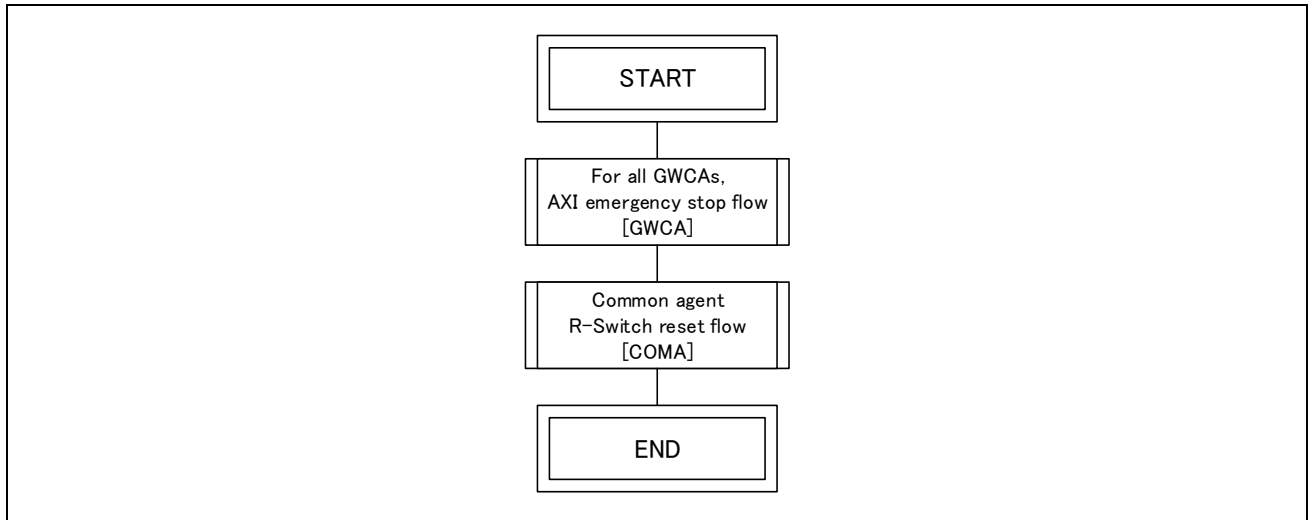 START
For all GWCAs,
AXI emergency stop flow
[GWCA]
Common agent
R-Switch reset flow
[COMA]
END